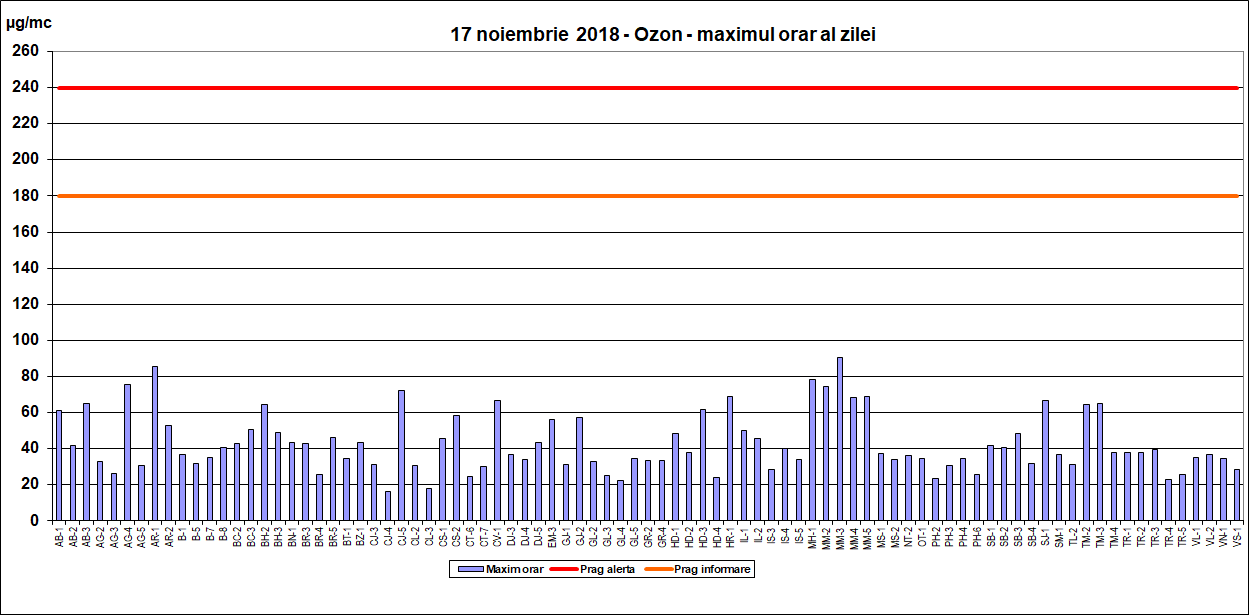 µg/mc
17 noiembrie 2018 - Ozon - maximul orar al zilei
260
240
220
200
180
160
140
120
100
80
60
40
20
0
AB-1
AB-2
AB-3
AG-2
AG-3
AG-4
AG-5
AR-1
AR-2
B-1
B-5
B-7
B-8
BC-2
BC-3
BH-2
BH-3
BN-1
BR-3
BR-4
BR-5
BT-1
BZ-1
CJ-3
CJ-4
CJ-5
CL-2
CL-3
CS-1
CS-2
CT-6
CT-7
CV-1
DJ-3
DJ-4
DJ-5
EM-3
GJ-1
GJ-2
GL-2
GL-3
GL-4
GL-5
GR-2
GR-4
HD-1
HD-2
HD-3
HD-4
HR-1
IL-1
IL-2
IS-3
IS-4
IS-5
MH-1
MM-2
MM-3
MM-4
MM-5
MS-1
MS-2
NT-2
OT-1
PH-2
PH-3
PH-4
PH-6
SB-1
SB-2
SB-3
SB-4
SJ-1
SM-1
TL-2
TM-2
TM-3
TM-4
TR-1
TR-2
TR-3
TR-4
TR-5
VL-1
VL-2
VN-1
VS-1
Maxim orar Prag alerta Prag informare